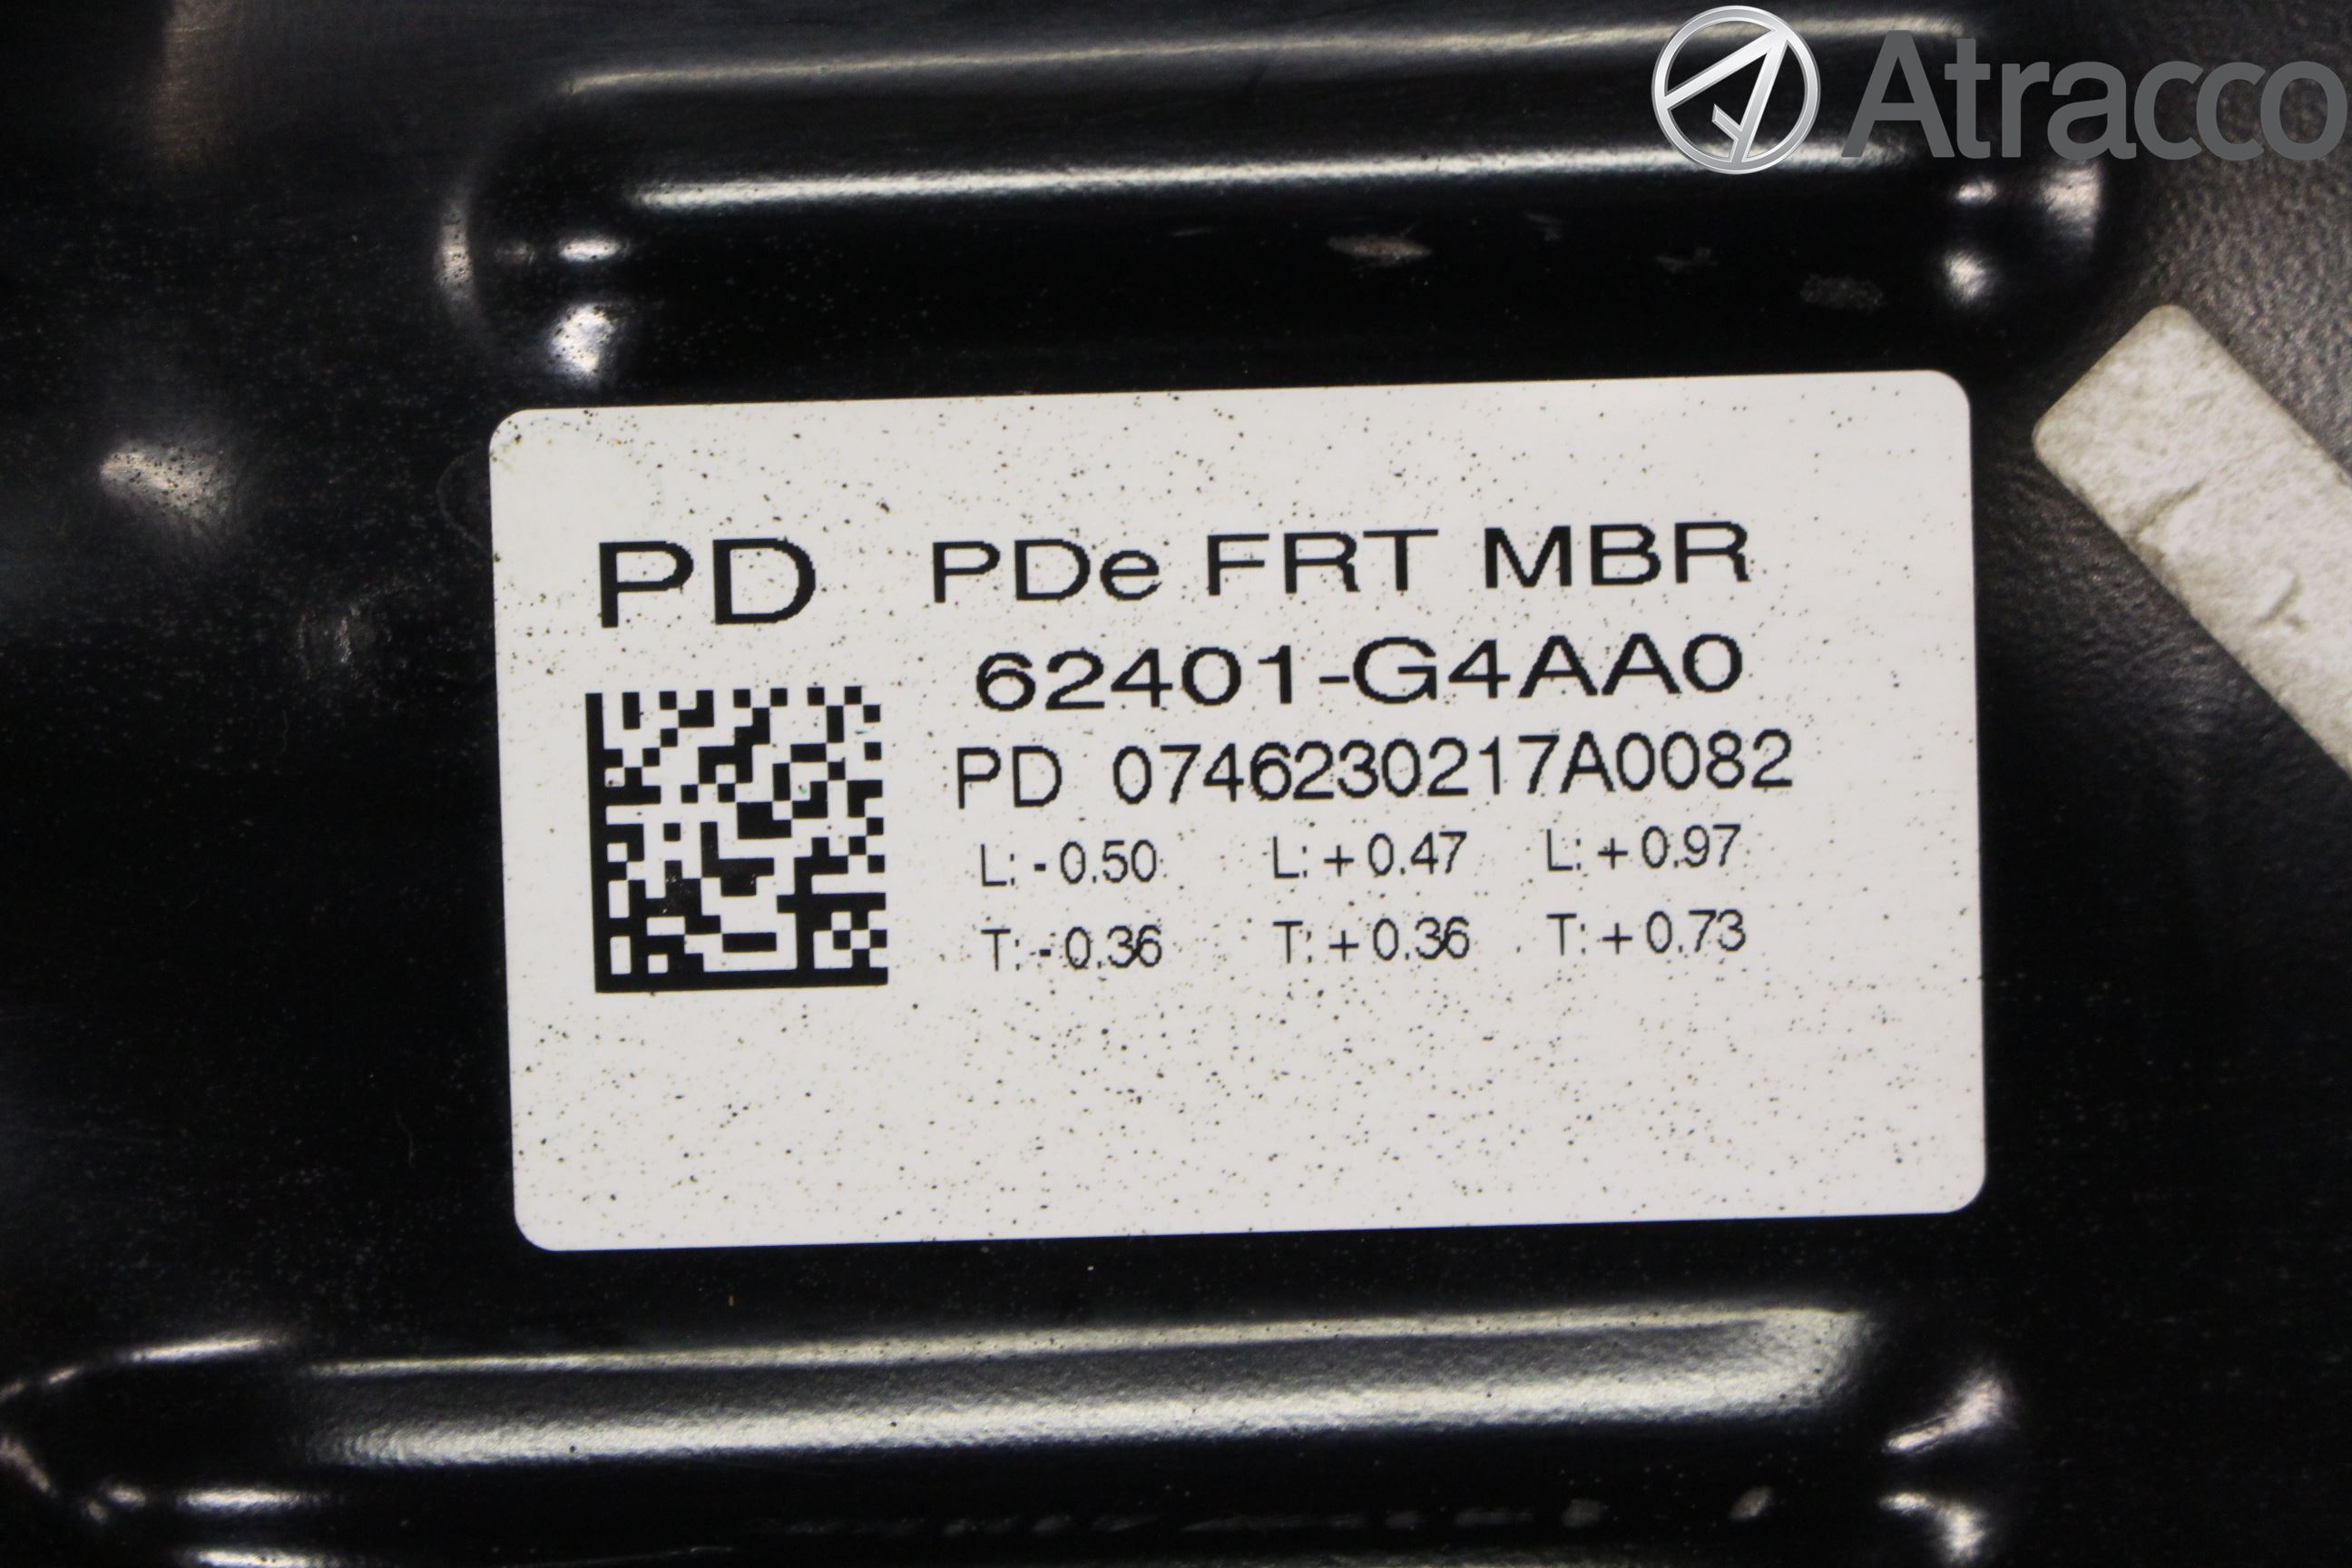 Atracco
PD PDe FRT MBR
62401-G4AA0
PD 0746230217A0082
L: - 0.50 L: + 0.47 L: + 0.97
T: - 0.36 T: + 0.36 T: + 0.73